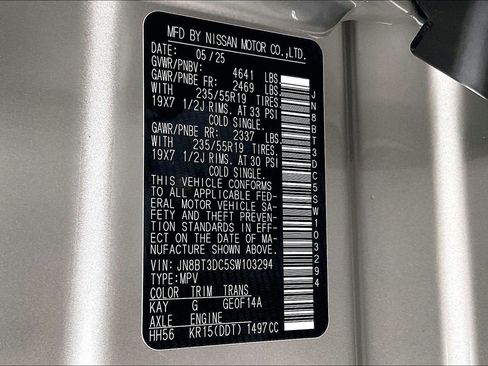 MFD BY NISSAN MOTOR CO.,LTD.
DATE: 05/25
GVWR/PNBV: 4641 LBS
GAWR/PNBE FR: 2469 LBS
WITH 235/55R19 TIRES.
19X7 1/2J RIMS. AT 33 PSI
COLD SINGLE.
GAWR/PNBE RR: 2337 LBS
WITH 235/55R19 TIRES.
19X7 1/2J RIMS. AT 30 PSI
COLD SINGLE.
THIS VEHICLE CONFORMS
TO ALL APPLICABLE FED-
ERAL MOTOR VEHICLE SA-
FETY AND THEFT PREVEN-
TION STANDARDS IN EFF-
ECT ON THE DATE OF MA-
NUFACTURE SHOWN ABOVE.
VIN: JN8BT3DC5SW103294
TYPE: MPV
COLOR TRIM TRANS
KAY G GE0F14A
AXLE ENGINE
HH56 KR15(DDT) 1497CC
JN8BT3DC5SW103294